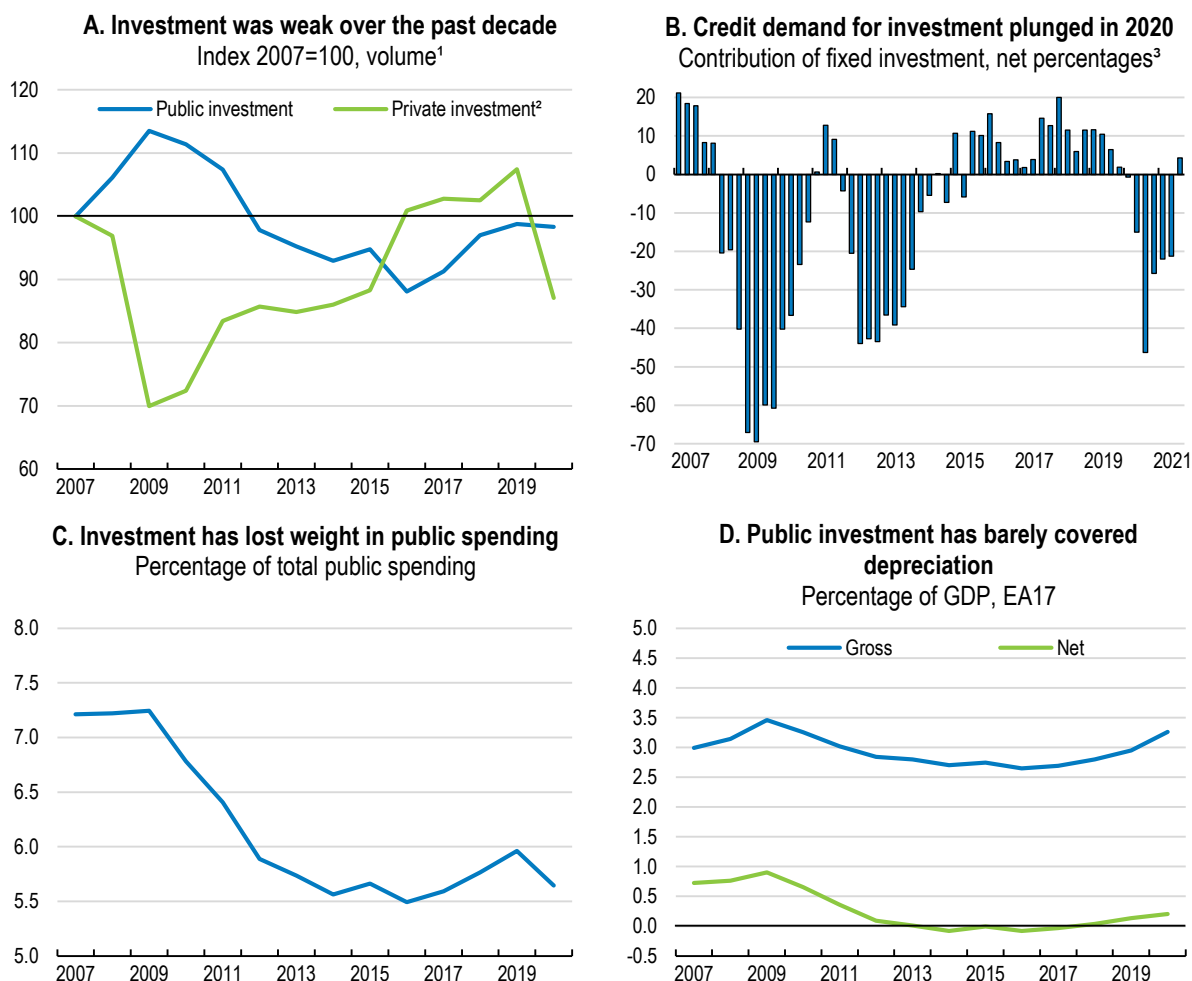 A. Investment was weak over the past decade
Index 2007=100, volume¹
120
110
100
90
80
70
60
Public investment
Private investment²
2007 2009 2011 2013 2015 2017 2019
B. Credit demand for investment plunged in 2020
Contribution of fixed investment, net percentages³
20
10
0
-10
-20
-30
-40
-50
-60
-70
2007 2009 2011 2013 2015 2017 2019 2021
C. Investment has lost weight in public spending
Percentage of total public spending
8.0
7.5
7.0
6.5
6.0
5.5
5.0
2007 2009 2011 2013 2015 2017 2019
D. Public investment has barely covered
depreciation
Percentage of GDP, EA17
5.0
4.5
4.0
3.5
3.0
2.5
2.0
1.5
1.0
0.5
0.0
-0.5
Gross
Net
2007 2009 2011 2013 2015 2017 2019